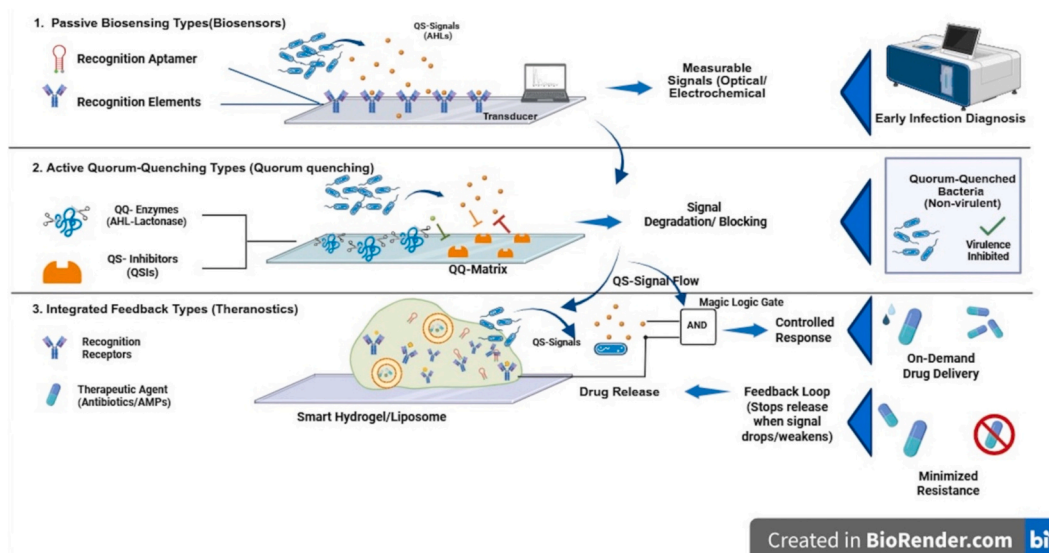 1. Passive Biosensing Types(Biosensors)
QS-Signals
(AHLs)
Recognition Aptamer
Recognition Elements
Transducer
Measurable
Signals (Optical/
Electrochemical
Early Infection Diagnosis
2. Active Quorum-Quenching Types (Quorum quenching)
QQ- Enzymes
(AHL-Lactonase)
QS- Inhibitors
(QSIs)
QQ-Matrix
Signal
Degradation/ Blocking
Quorum-Quenched
Bacteria
(Non-virulent)
Virulence
Inhibited
QS-Signal Flow
3. Integrated Feedback Types (Theranostics)
Recognition
Receptors
Therapeutic Agent
(Antibiotics/AMPs)
Smart Hydrogel/Liposome
QS-Signals
Magic Logic Gate
AND
Controlled
Response
On-Demand
Drug Delivery
Drug Release
Feedback Loop
(Stops release
when signal
drops/weakens)
Minimized
Resistance
Created in BioRender.com bi